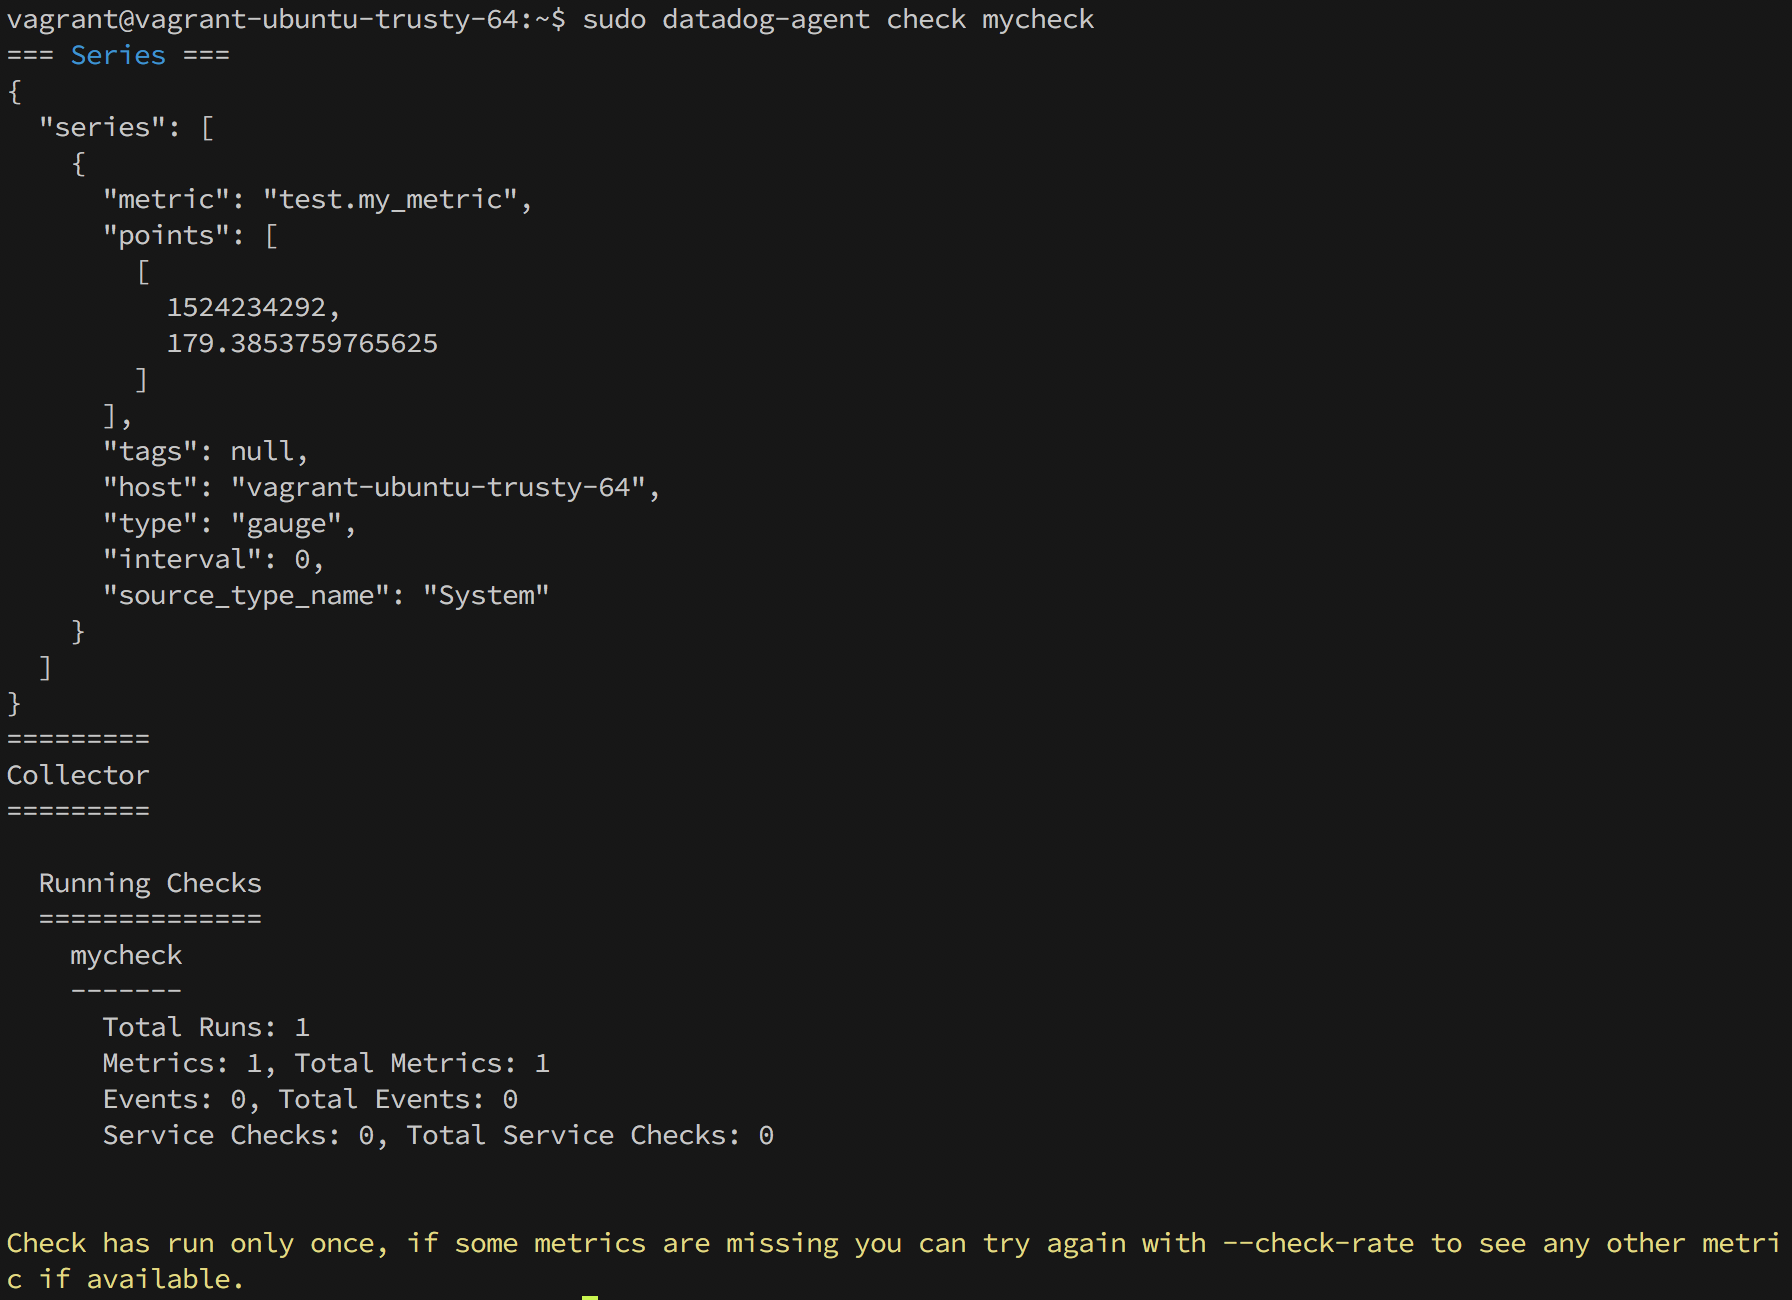 vagrant@vagrant-ubuntu-trusty-64:~$ sudo datadog-agent check mycheck
=== Series ===
{
  "series": [
    {
      "metric": "test.my_metric",
      "points": [
        [
          1524234292,
          179.3853759765625
        ]
      ],
      "tags": null,
      "host": "vagrant-ubuntu-trusty-64",
      "type": "gauge",
      "interval": 0,
      "source_type_name": "System"
    }
  ]
}
=========
Collector
=========

  Running Checks
  ==============
    mycheck
    -------
      Total Runs: 1
      Metrics: 1, Total Metrics: 1
      Events: 0, Total Events: 0
      Service Checks: 0, Total Service Checks: 0


Check has run only once, if some metrics are missing you can try again with --check-rate to see any other metri
c if available.